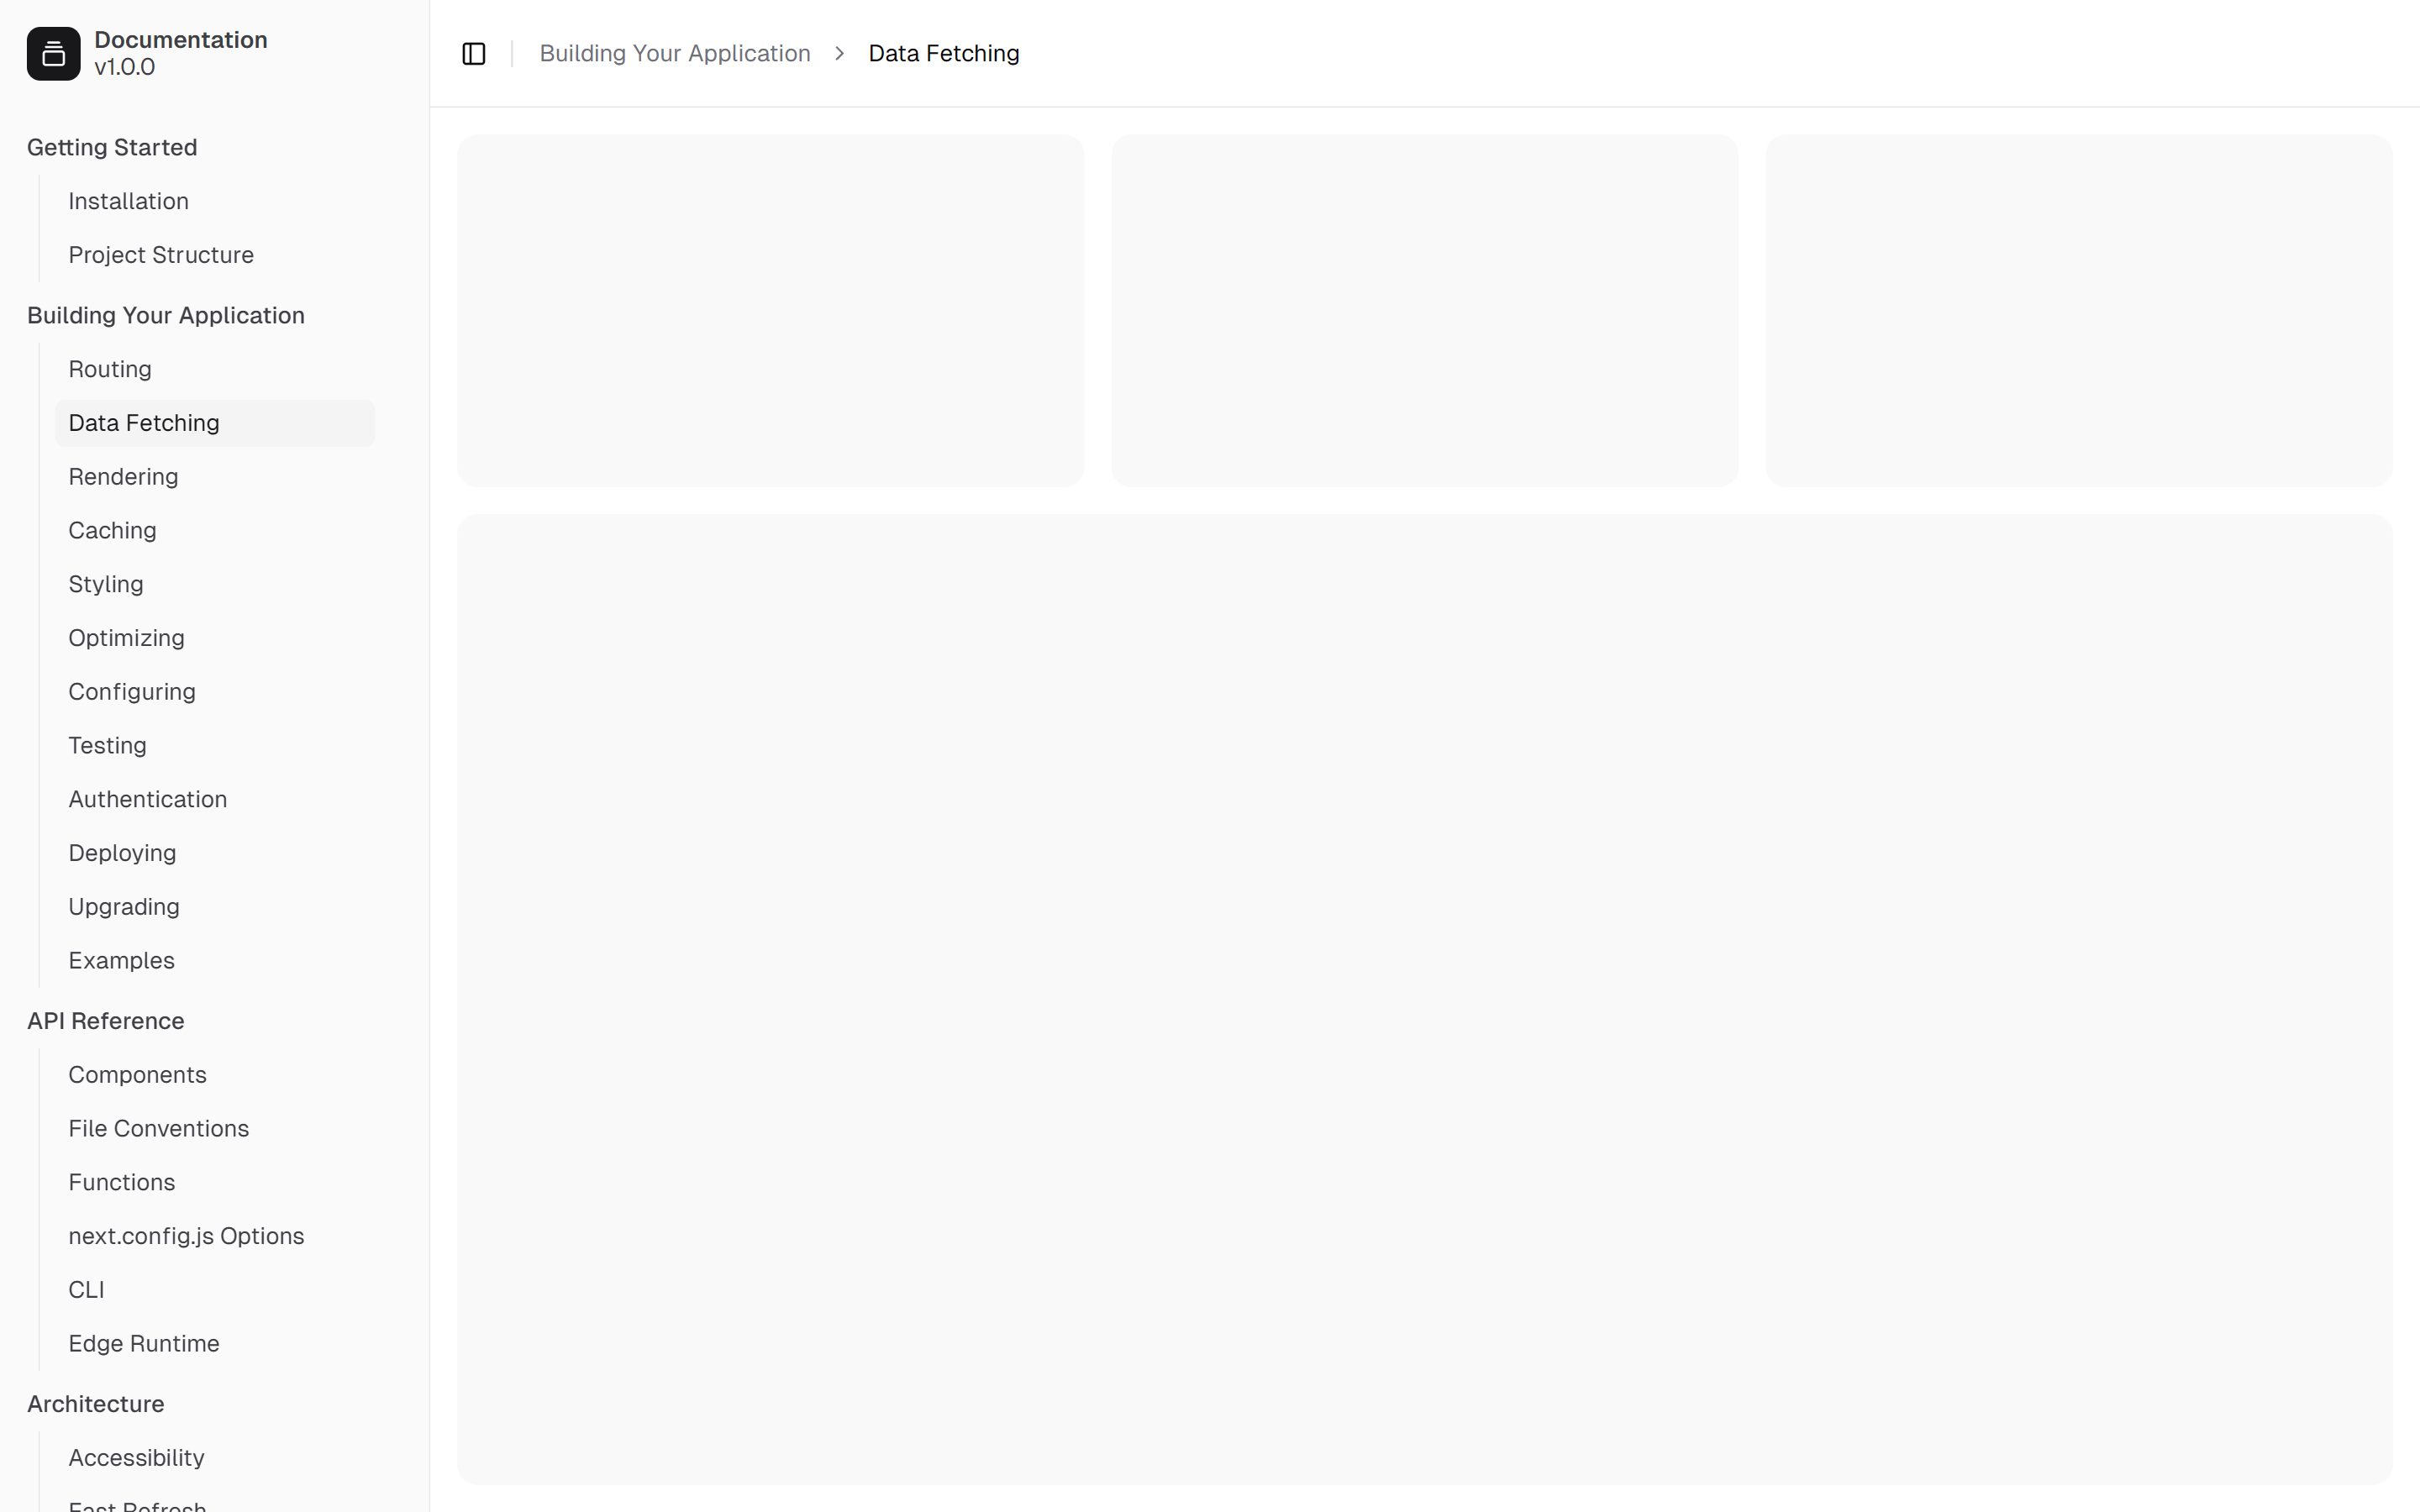 Documentation
v1.0.0
Getting Started
Installation
Project Structure
Building Your Application
Routing
Data Fetching
Rendering
Caching
Styling
Optimizing
Configuring
Testing
Authentication
Deploying
Upgrading
Examples
API Reference
Components
File Conventions
Functions
next.config.js Options
CLI
Edge Runtime
Architecture
Accessibility
Fast Refresh
Building Your Application > Data Fetching